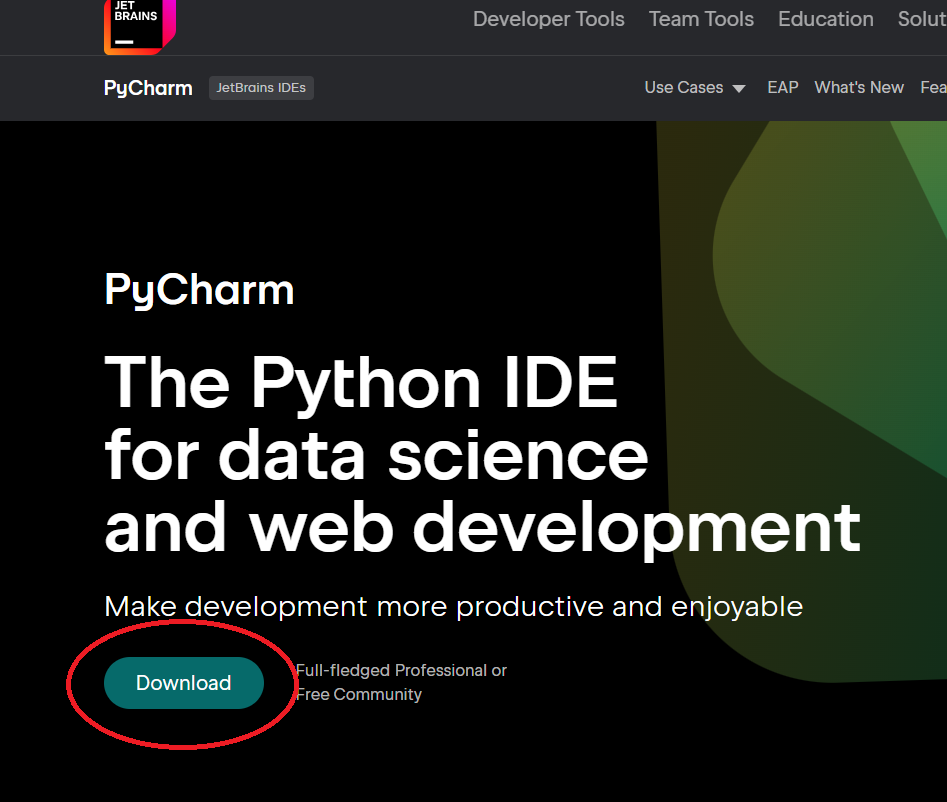 JET
BRAINS
Developer Tools Team Tools Education Solut
PyCharm JetBrains IDEs Use Cases EAP What's New Fea
PyCharm
The Python IDE
for data science
and web development
Make development more productive and enjoyable
Download
Full-fledged Professional or
Free Community